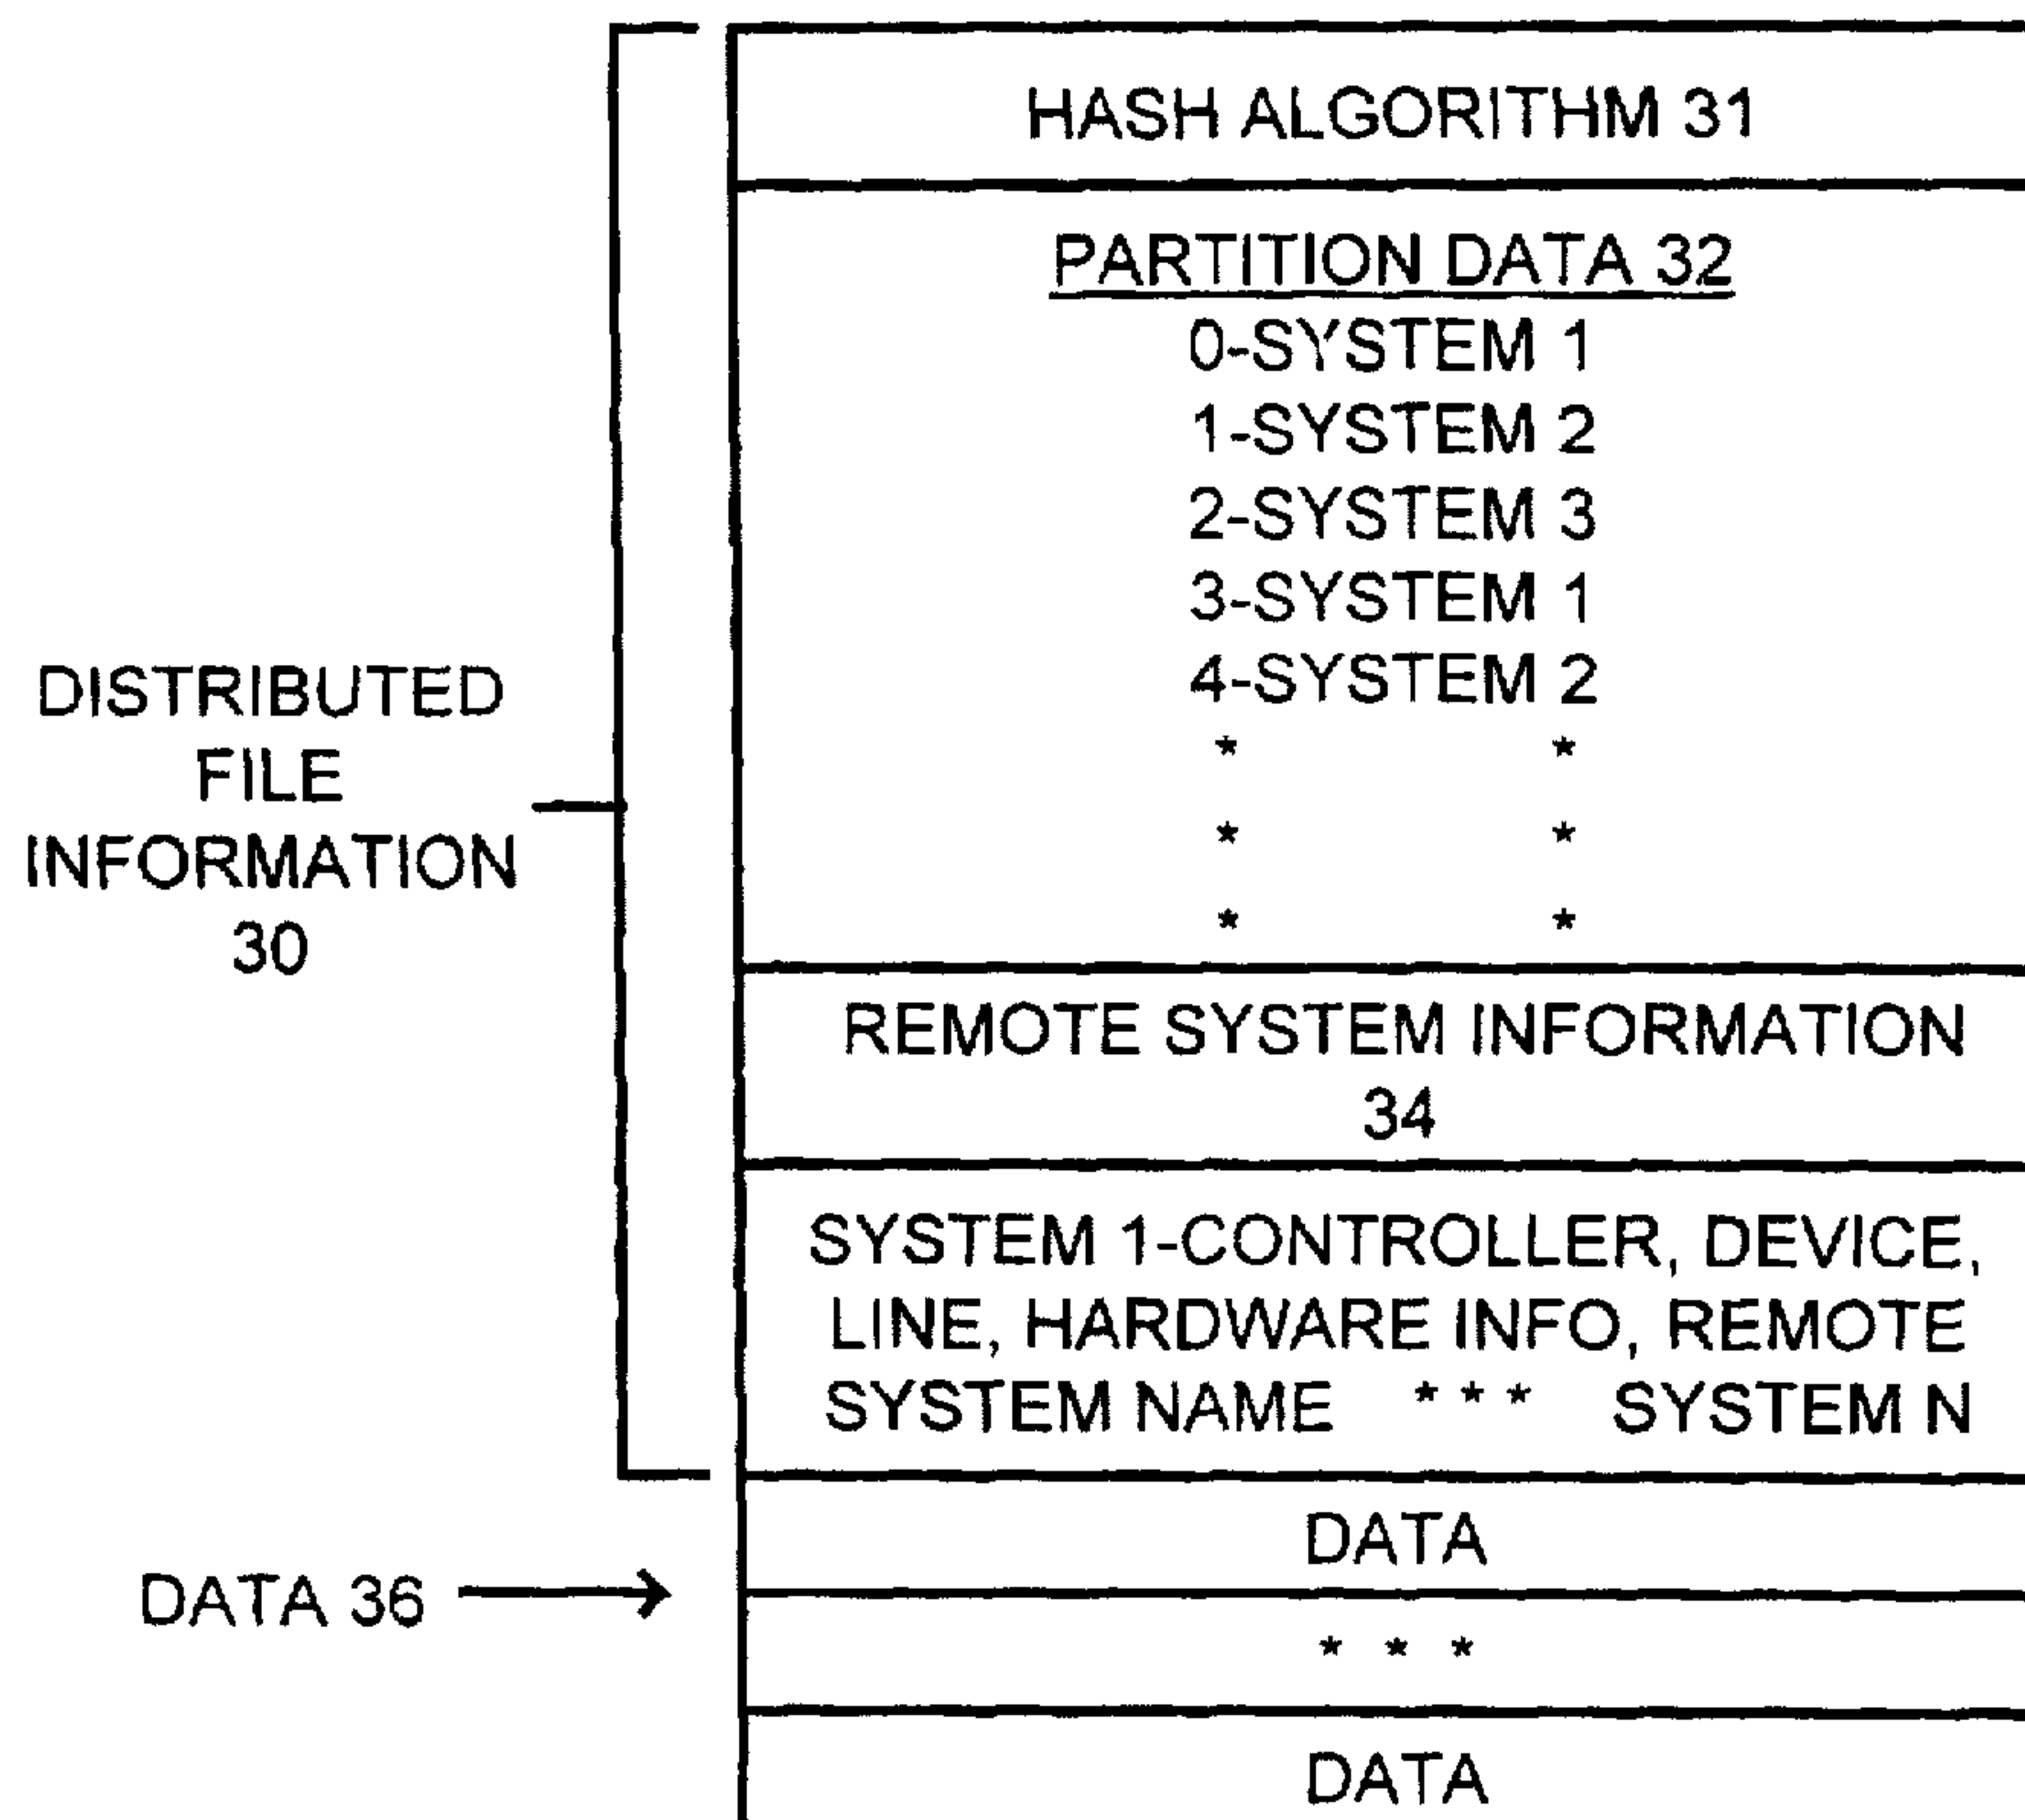 HASH ALGORITHM 31
PARTITION DATA 32
0-SYSTEM 1
1-SYSTEM 2
2-SYSTEM 3
3-SYSTEM 1
4-SYSTEM 2
* *
* *
* *
DISTRIBUTED
FILE
INFORMATION
30
REMOTE SYSTEM INFORMATION
34
SYSTEM 1-CONTROLLER, DEVICE,
LINE, HARDWARE INFO, REMOTE
SYSTEM NAME * * * SYSTEM N
DATA
DATA 36
* * *
DATA